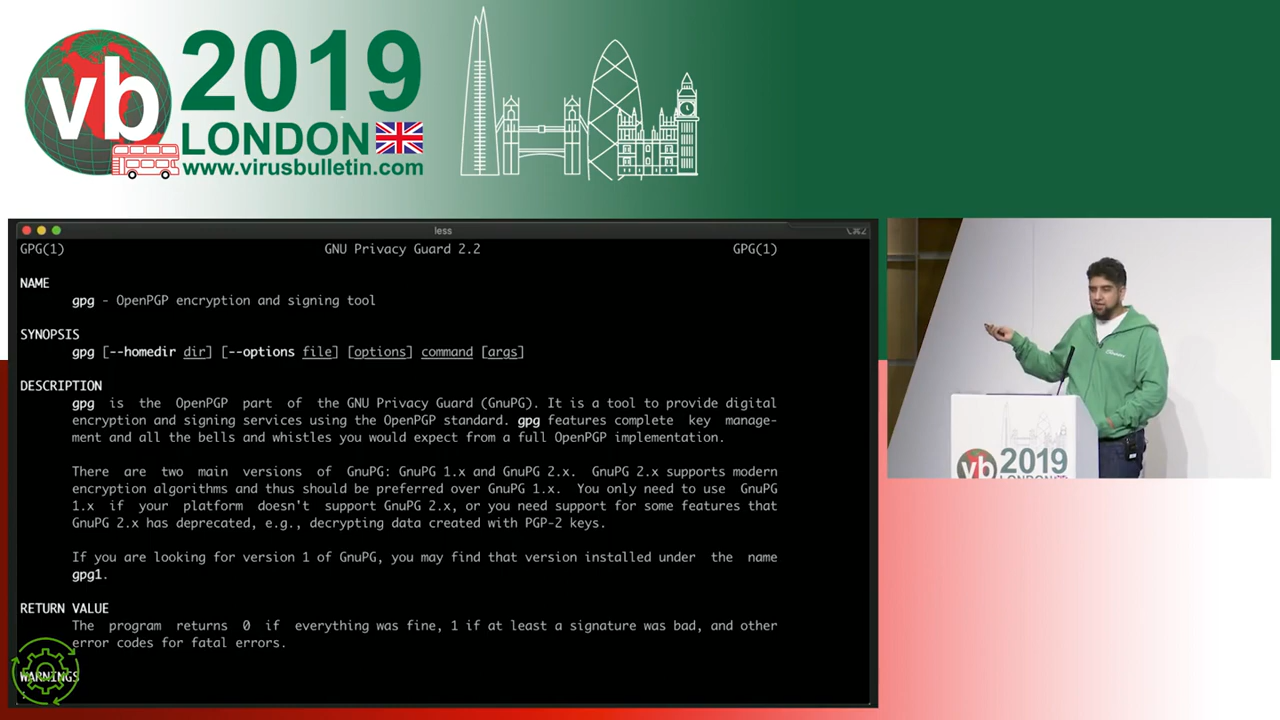 vb
2019
LONDON
www.virusbulletin.com
less
⌥⌘2
GPG(1) GNU Privacy Guard 2.2 GPG(1)
NAME
gpg - OpenPGP encryption and signing tool
SYNOPSIS
gpg [--homedir dir] [--options file] [options] command [args]
DESCRIPTION
gpg is the OpenPGP part of the GNU Privacy Guard (GnuPG). It is a tool to provide digital
encryption and signing services using the OpenPGP standard. gpg features complete key manage-
ment and all the bells and whistles you would expect from a full OpenPGP implementation.
There are two main versions of GnuPG: GnuPG 1.x and GnuPG 2.x. GnuPG 2.x supports modern
encryption algorithms and thus should be preferred over GnuPG 1.x. You only need to use GnuPG
1.x if your platform doesn't support GnuPG 2.x, or you need support for some features that
GnuPG 2.x has deprecated, e.g., decrypting data created with PGP-2 keys.
If you are looking for version 1 of GnuPG, you may find that version installed under the name
gpg1.
RETURN VALUE
The program returns 0 if everything was fine, 1 if at least a signature was bad, and other
error codes for fatal errors.
WARNINGS
:
vb
2019
LONDON